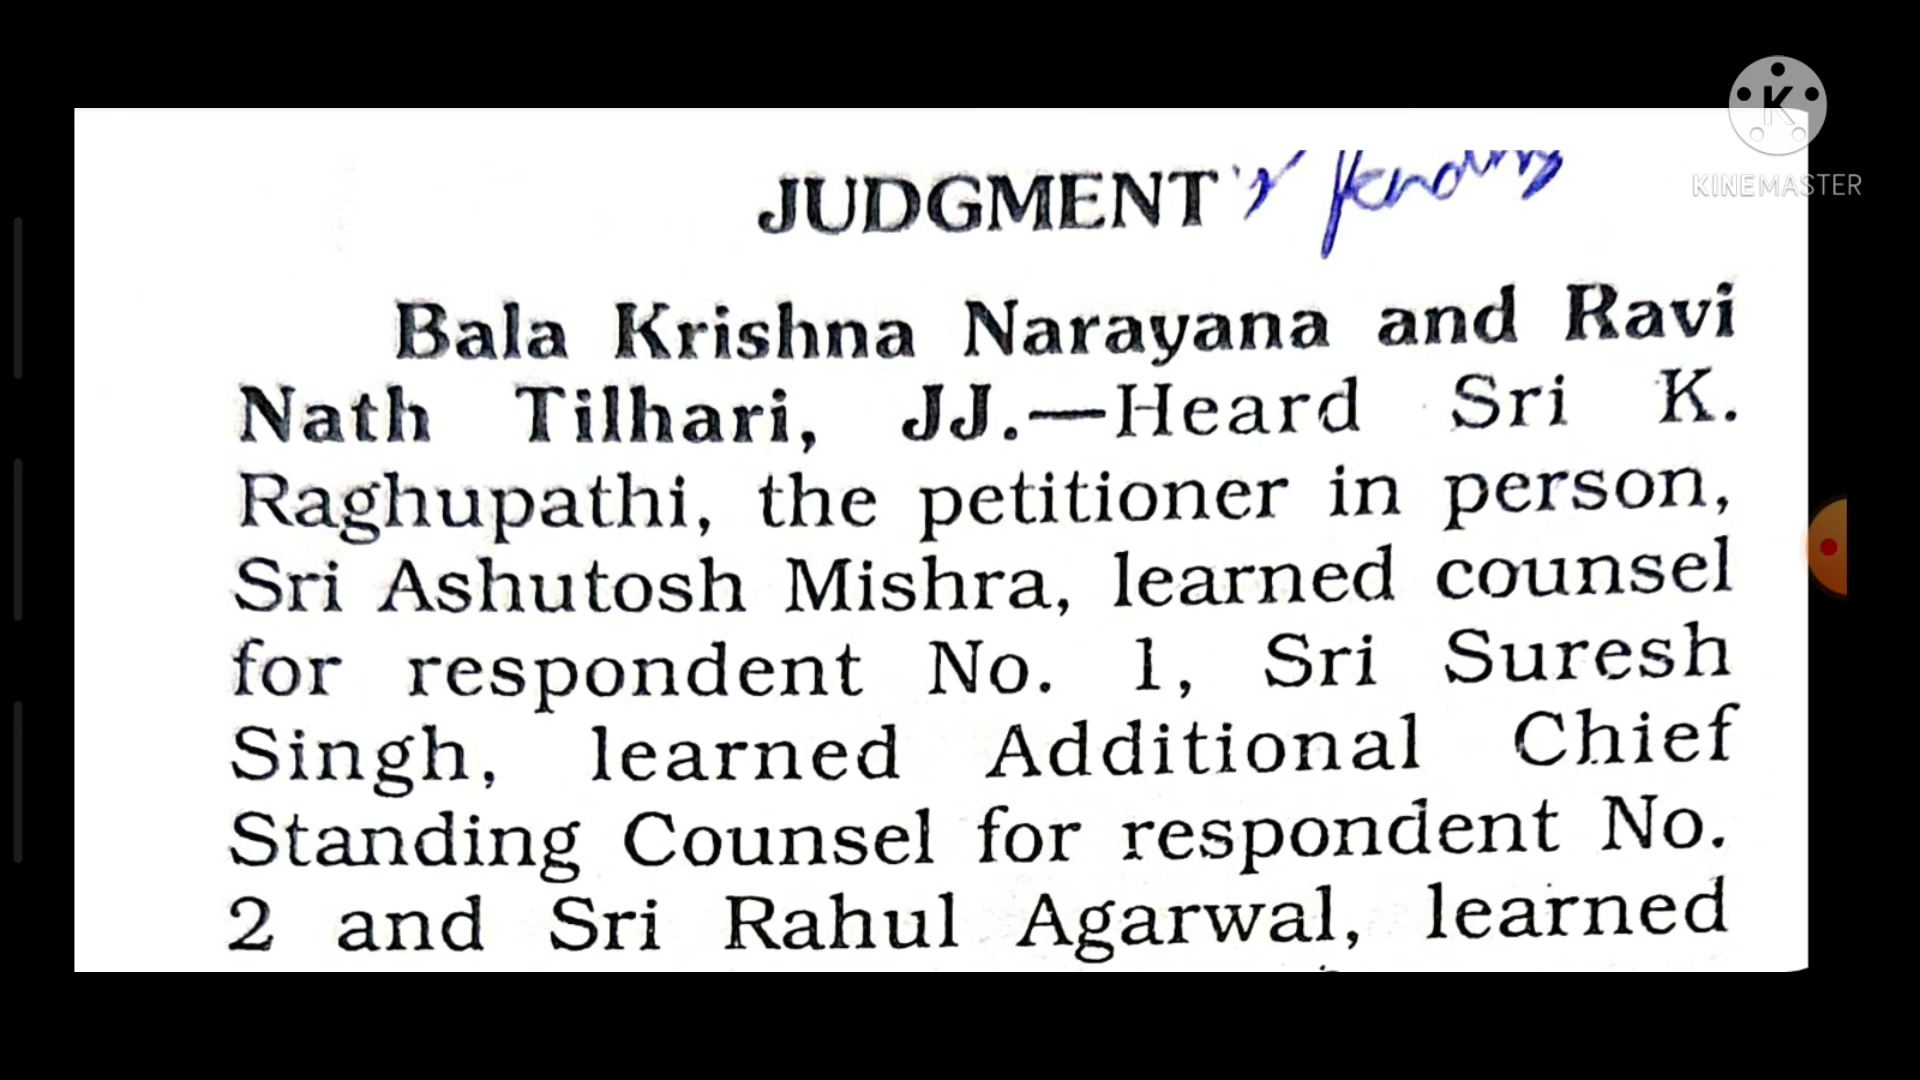 JUDGMENT
Bala Krishna Narayana and Ravi
Nath Tilhari, JJ.—Heard Sri K.
Raghupathi, the petitioner in person,
Sri Ashutosh Mishra, learned counsel
for respondent No. 1, Sri Suresh
Singh, learned Additional Chief
Standing Counsel for respondent No.
2 and Sri Rahul Agarwal, learned
K
KINEMASTER